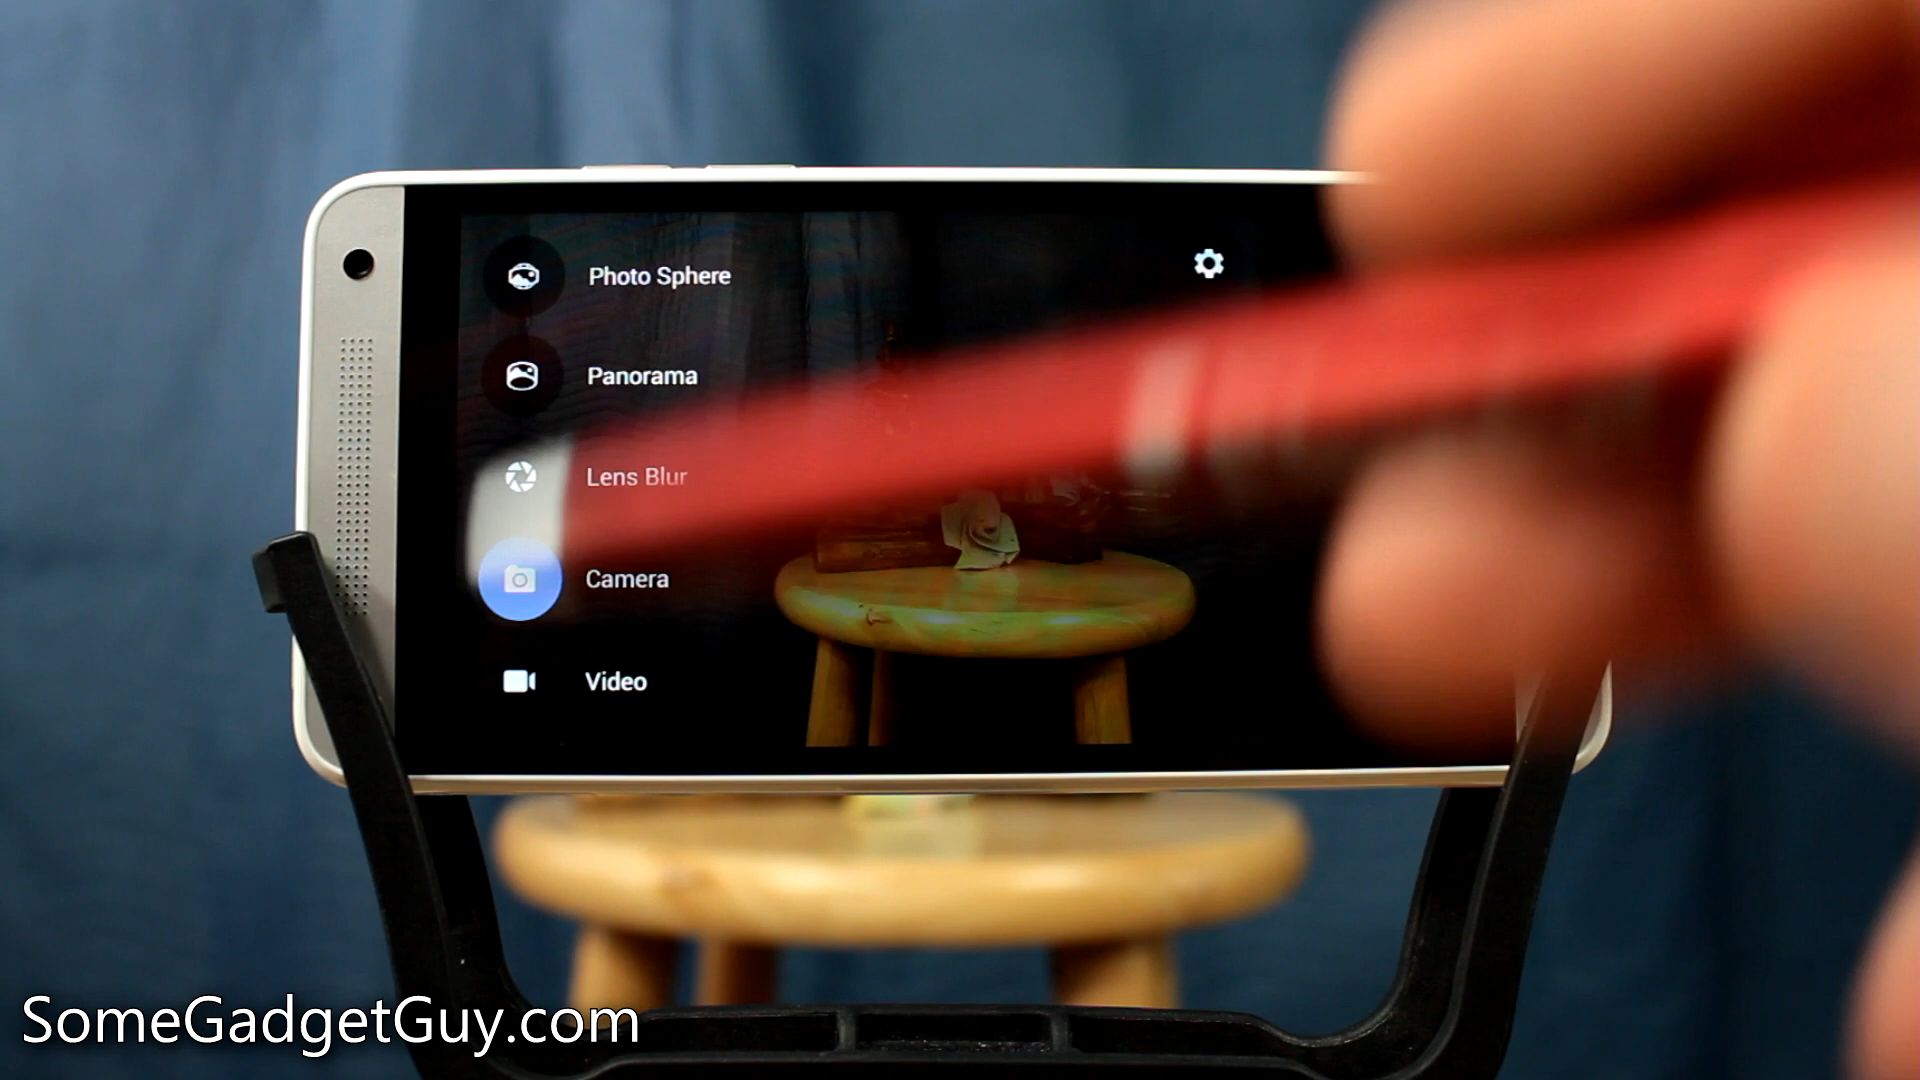 Photo Sphere
Panorama
Lens Blur
Camera
Video
SomeGadgetGuy.com